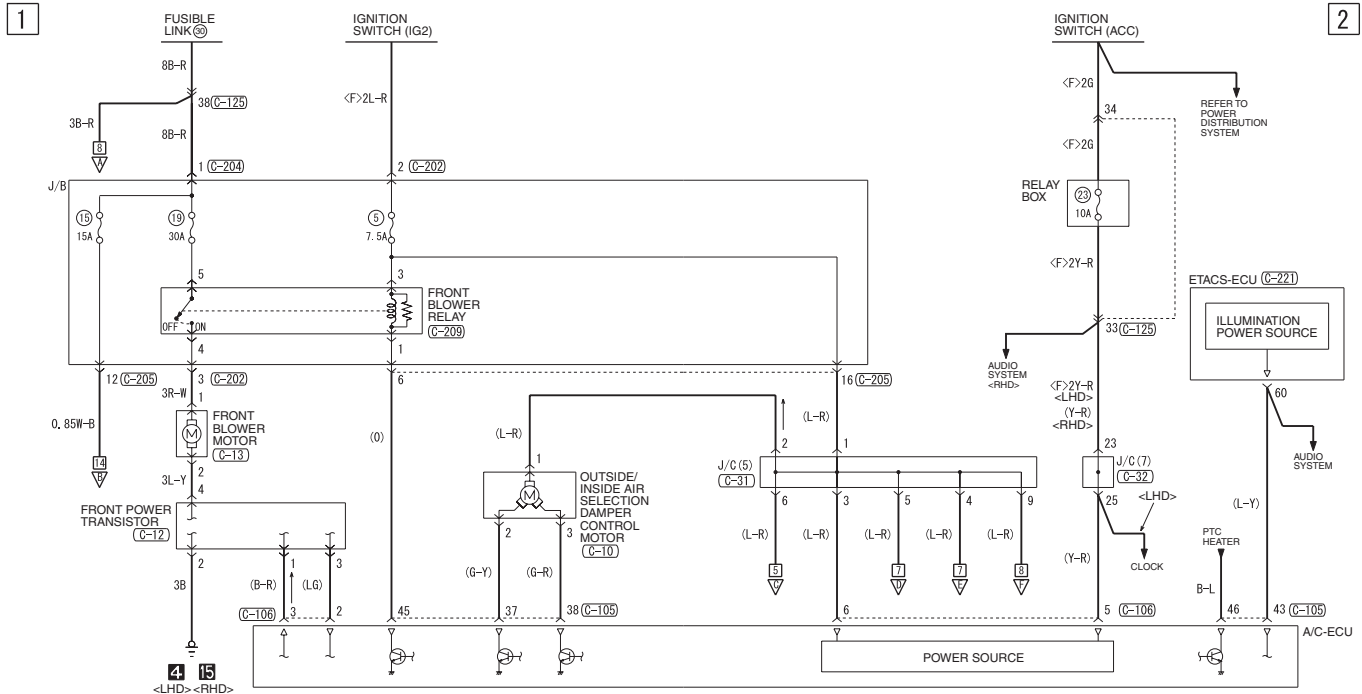 1
2
FUSIBLE
LINK㉚
IGNITION
SWITCH (IG2)
IGNITION
SWITCH (ACC)
8B-R
38 (C-125)
3B-R
8B-R
8
A
1 (C-204)
<F>2L-R
2 (C-202)
<F>2G
REFER TO
POWER
DISTRIBUTION
SYSTEM
34
<F>2G
J/B
15
15A
19
30A
5
7.5A
RELAY
BOX
23
10A
<F>2Y-R
5
3
OFF
ON
FRONT
BLOWER
RELAY
(C-209)
4
1
33 (C-125)
AUDIO
SYSTEM
<RHD>
ETACS-ECU (C-221)
ILLUMINATION
POWER SOURCE
60
AUDIO
SYSTEM
12 (C-205)
3 (C-202)
6
16 (C-205)
<F>2Y-R
<LHD>
(Y-R)
<RHD>
0.85W-B
14
B
3R-W
1
FRONT
BLOWER
MOTOR
(C-13)
M
2
3L-Y
4
(O)
(L-R)
1
M
OUTSIDE/
INSIDE AIR
SELECTION
DAMPER
CONTROL
MOTOR
(C-10)
2
3
(L-R)
2
1
J/C (5)
(C-31)
6
3
5
4
9
23
J/C (7)
(C-32)
25
<LHD>
CLOCK
FRONT POWER
TRANSISTOR
(C-12)
2
1
3
3B
(B-R)
(LG)
(G-Y)
(G-R)
(L-R)
(L-R)
(L-R)
(L-R)
(L-R)
5
C
7
D
7
E
8
F
(Y-R)
(L-Y)
PTC
HEATER
B-L
(C-106)
3
2
45
37
38 (C-105)
6
5 (C-106)
46
43 (C-105)
A/C-ECU
POWER SOURCE
4 15
<LHD> <RHD>